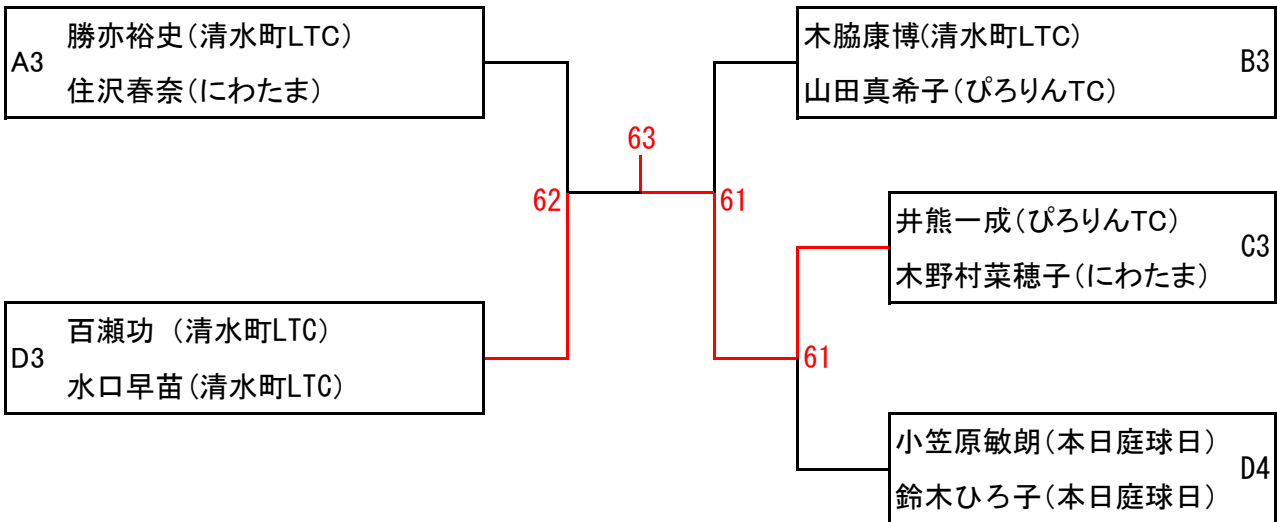 A3
勝亦裕史(清水町LTC)
住沢春奈(にわたま)
木脇康博(清水町LTC)
山田真希子(ぴろりんTC)
B3
63
62
61
井熊一成(ぴろりんTC)
木野村菜穂子(にわたま)
C3
D3
百瀬功 (清水町LTC)
水口早苗(清水町LTC)
61
小笠原敏朗(本日庭球日)
鈴木ひろ子(本日庭球日)
D4